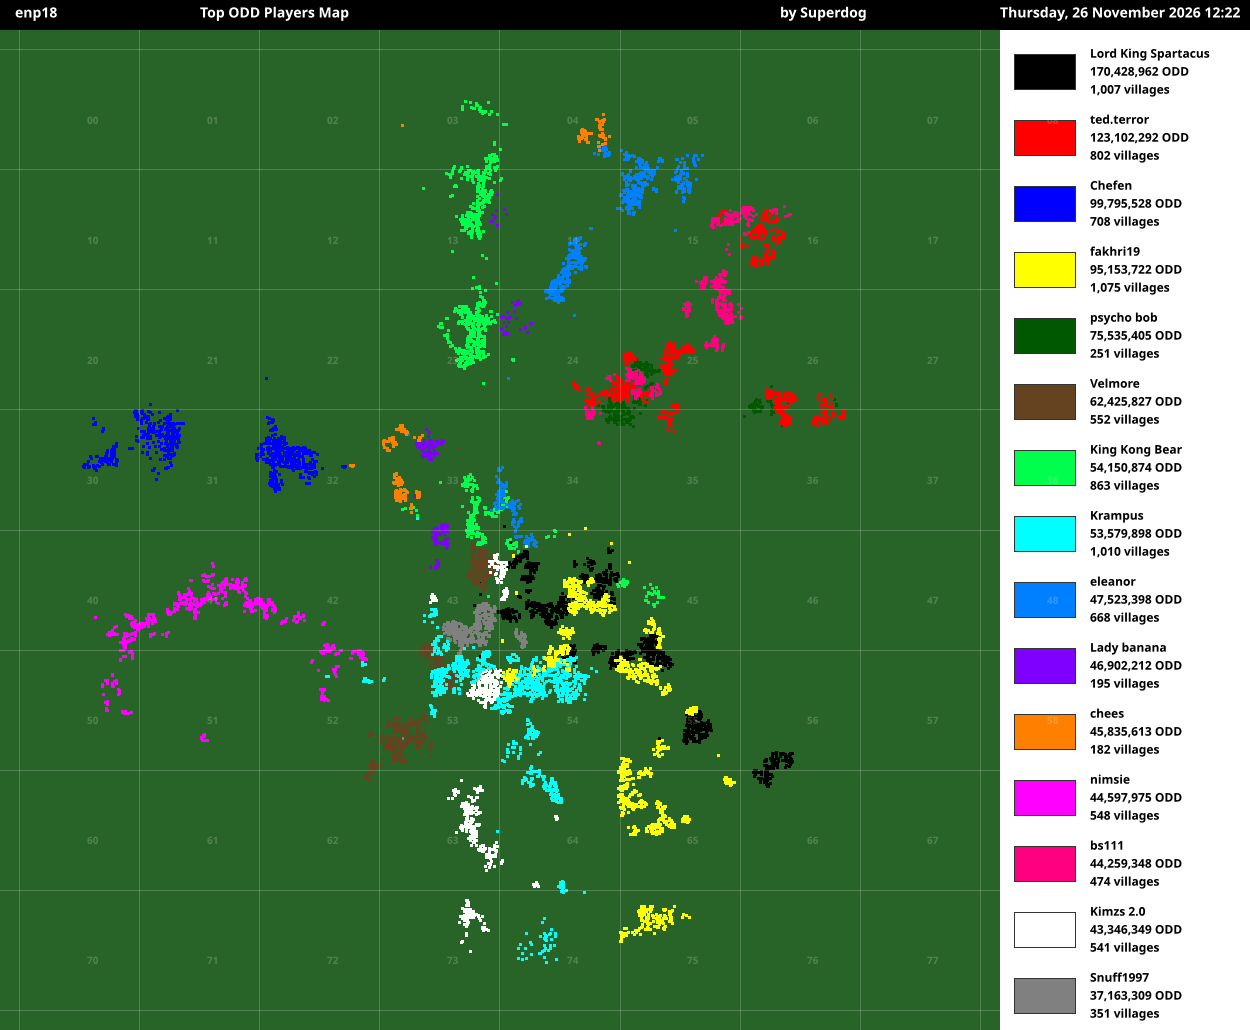 enp18 Top ODD Players Map by Superdog Thursday, 26 November 2026 12:22
Lord King Spartacus
170,428,962 ODD
1,007 villages
ted.terror
123,102,292 ODD
802 villages
Chefen
99,795,528 ODD
708 villages
fakhri19
95,153,722 ODD
1,075 villages
psycho bob
75,535,405 ODD
251 villages
Velmore
62,425,827 ODD
552 villages
King Kong Bear
54,150,874 ODD
863 villages
Krampus
53,579,898 ODD
1,010 villages
eleanor
47,523,398 ODD
668 villages
Lady banana
46,902,212 ODD
195 villages
chees
45,835,613 ODD
182 villages
nimsie
44,597,975 ODD
548 villages
bs111
44,259,348 ODD
474 villages
Kimzs 2.0
43,346,349 ODD
541 villages
Snuff1997
37,163,309 ODD
351 villages
00 01 02 03 04 06 07
10 11 12 13 15 16 17
20 21 22 24 25 27
30 31 32 33 34 35 36 37
40 41 42 43 45 46 47
48
50 51 52 53 54 56 57
58
60 61 62 63 64 65 66 67
70 71 72 73 74 75 76 77